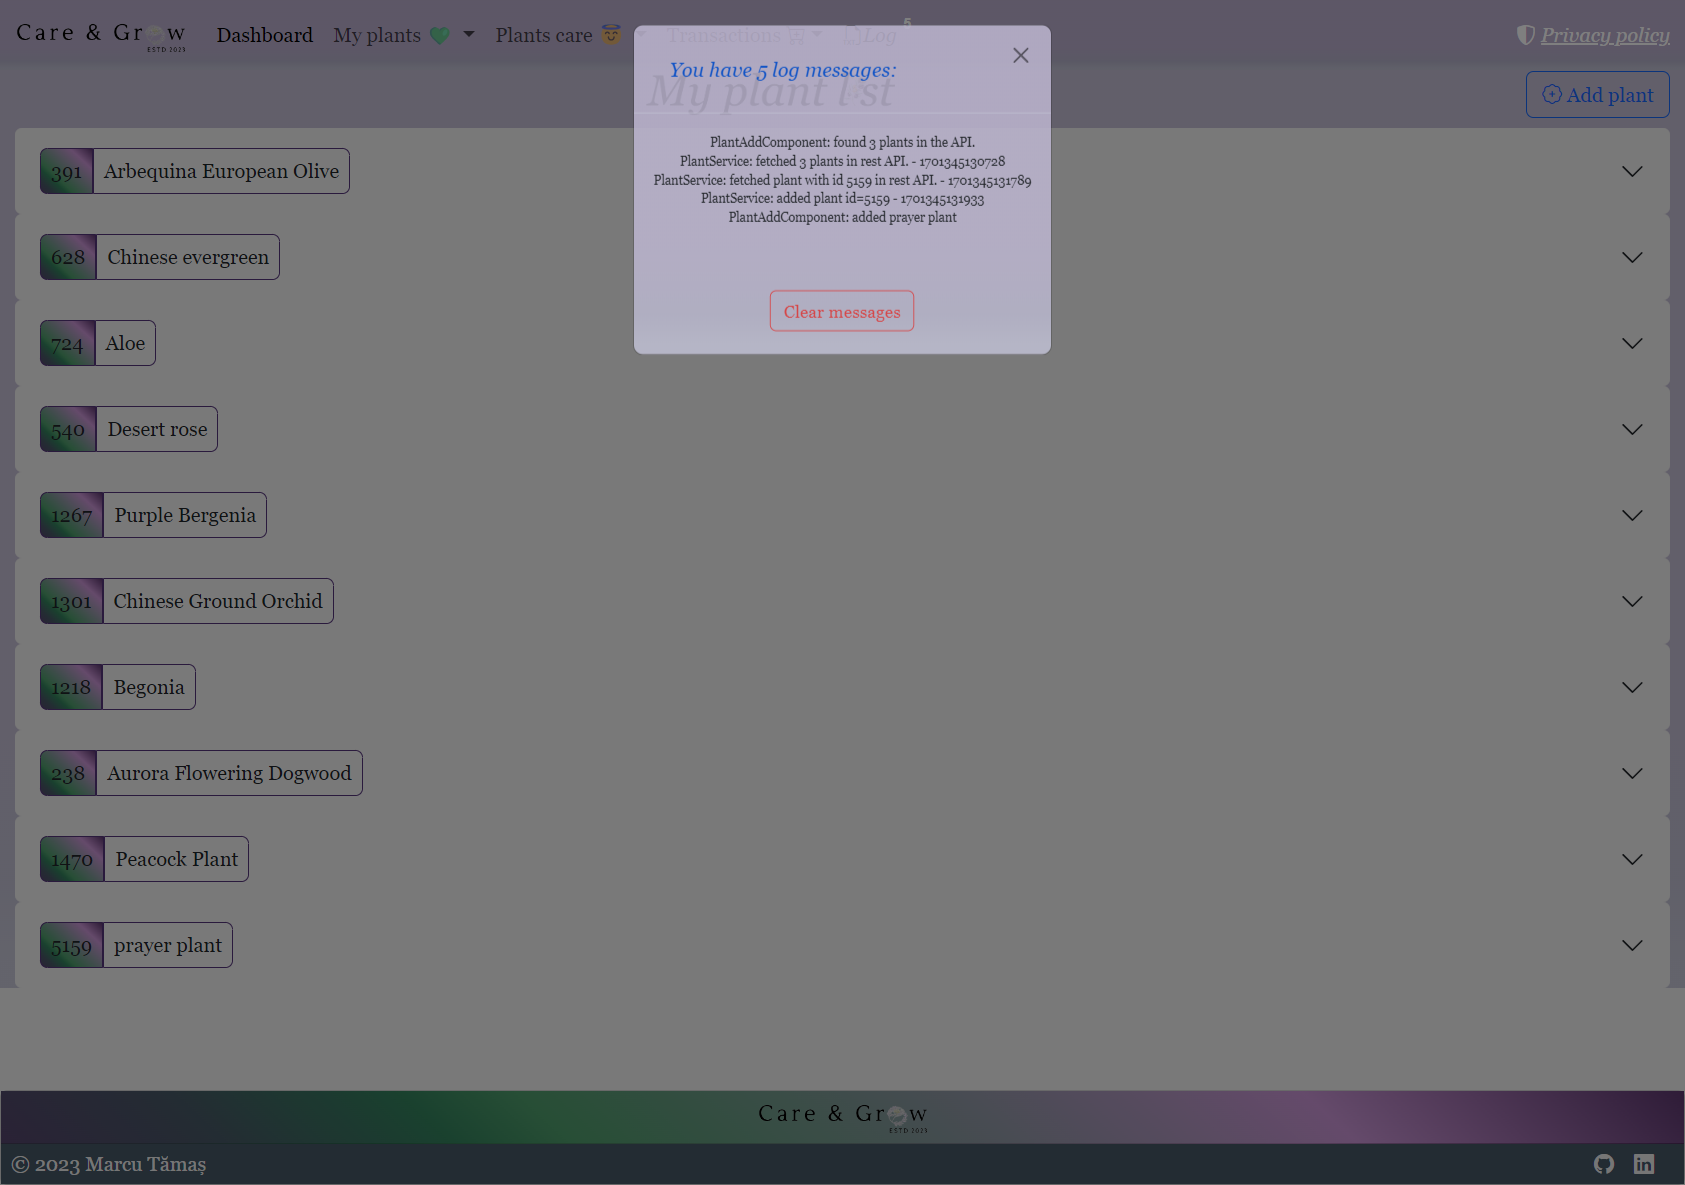 Care & Grow
ESTD 2023
Dashboard
My plants
Plants care
Transactions
Log
5
Privacy policy
You have 5 log messages:
My plant list
Add plant
PlantAddComponent: found 3 plants in the API.
PlantService: fetched 3 plants in rest API. - 1701345130728
PlantService: fetched plant with id 5159 in rest API. - 1701345131789
PlantService: added plant id=5159 - 1701345131933
PlantAddComponent: added prayer plant
Clear messages
391 Arbequina European Olive
628 Chinese evergreen
724 Aloe
540 Desert rose
1267 Purple Bergenia
1301 Chinese Ground Orchid
1218 Begonia
238 Aurora Flowering Dogwood
1470 Peacock Plant
5159 prayer plant
Care & Grow
ESTD 2023
© 2023 Marcu Tămaș